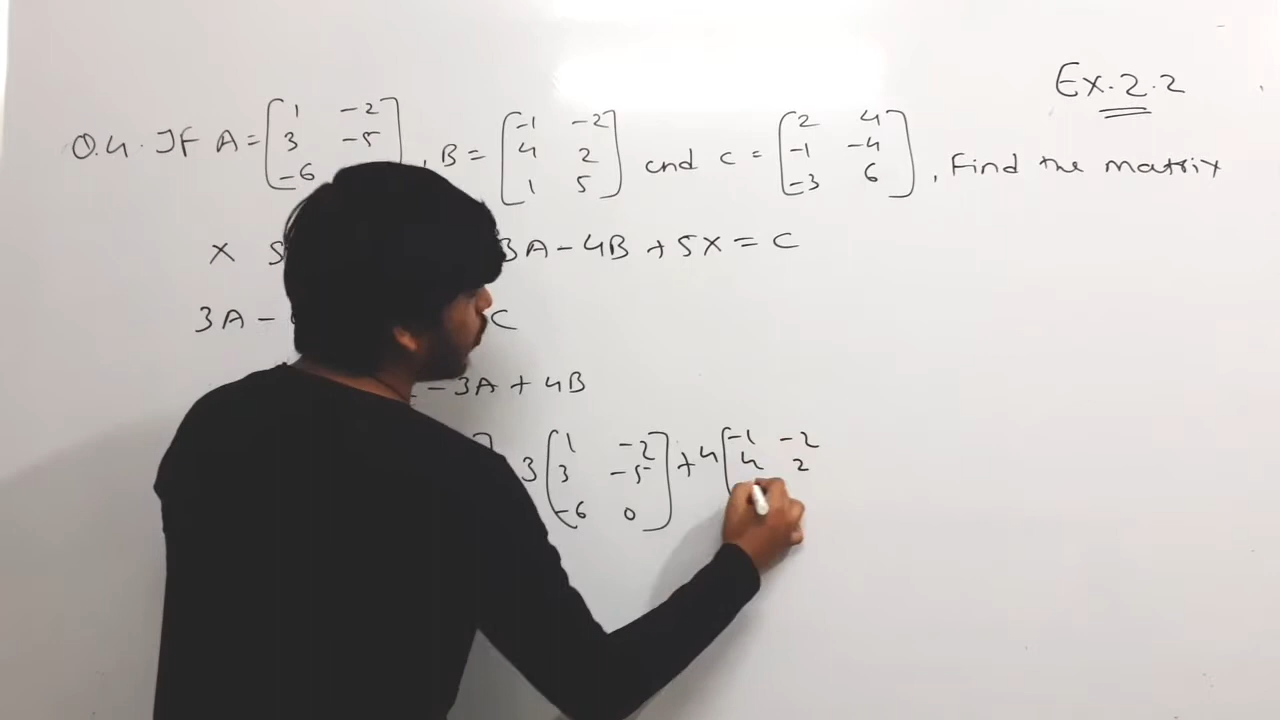 Ex.2.2
Q.4. If A = [1 -2 3 -5 -6 , B = [-1 -2 4 2 1 5] and C = [2 4 -1 -4 -3 6], Find the matrix
X 3A - 4B + 5X = C
3A - C
- 3A + 4B
3 [1 -2 3 -5 -6 0] + 4 [-1 -2 4 2